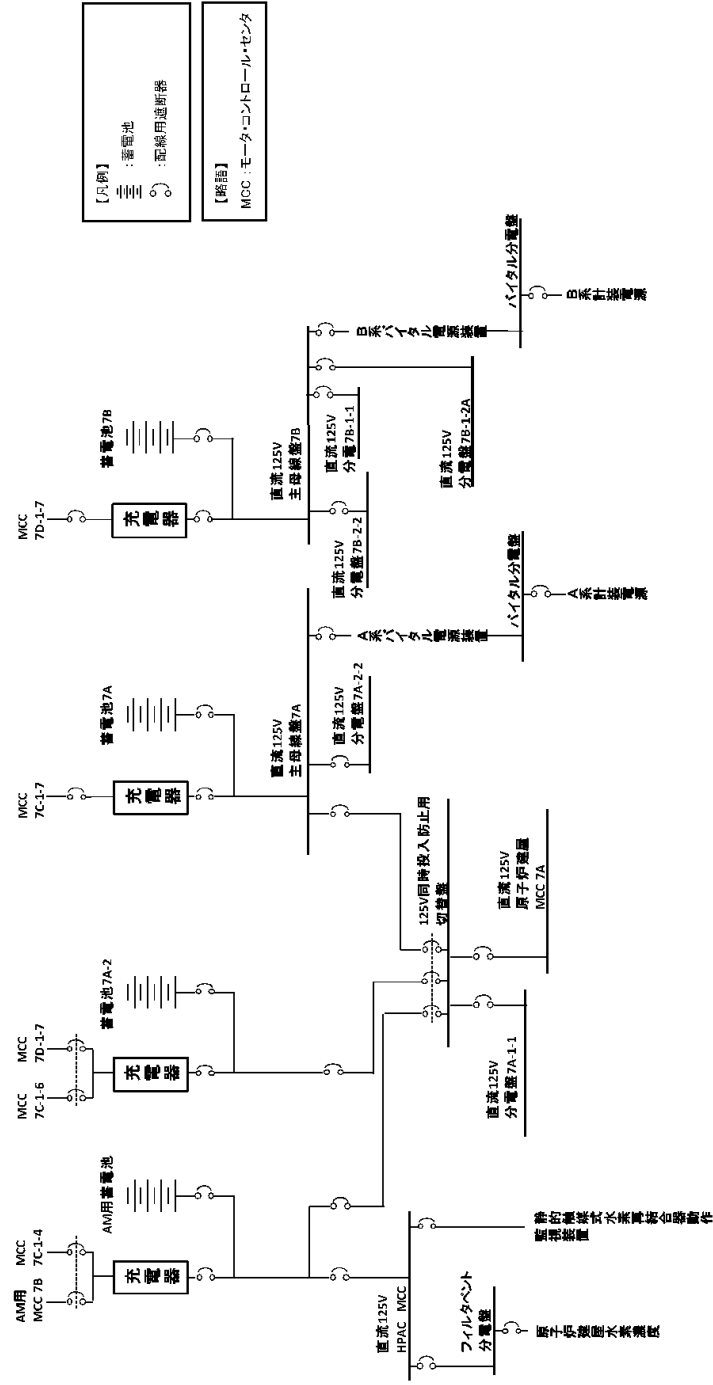 【凡例】
:蓄電池
:配線用遮断器
【略語】
MCC :モータ・コントロール・センタ
AM用
MCC 7B
MCC
7C-1-4
充電器
AM用蓄電池
直流125V
HPAC MCC
フィルタベント
分電盤
原子炉建屋水素濃度
静的触媒式水素再結合器動作
監視装置
MCC
7C-1-6
MCC
7D-1-7
充電器
蓄電池7A-2
125V同時投入防止用
切替盤
直流125V
分電盤7A-1-1
直流125V
原子炉建屋
MCC 7A
MCC
7C-1-7
充電器
蓄電池7A
直流125V
主母線盤7A
直流125V
分電盤7A-2-2
A系バイタル電源装置
バイタル分電盤
A系計装電源
MCC
7D-1-7
充電器
蓄電池7B
直流125V
主母線盤7B
直流125V
分電盤7B-2-2
直流125V
分電7B-1-1
直流125V
分電盤7B-1-2A
B系バイタル電源装置
バイタル分電盤
B系計装電源